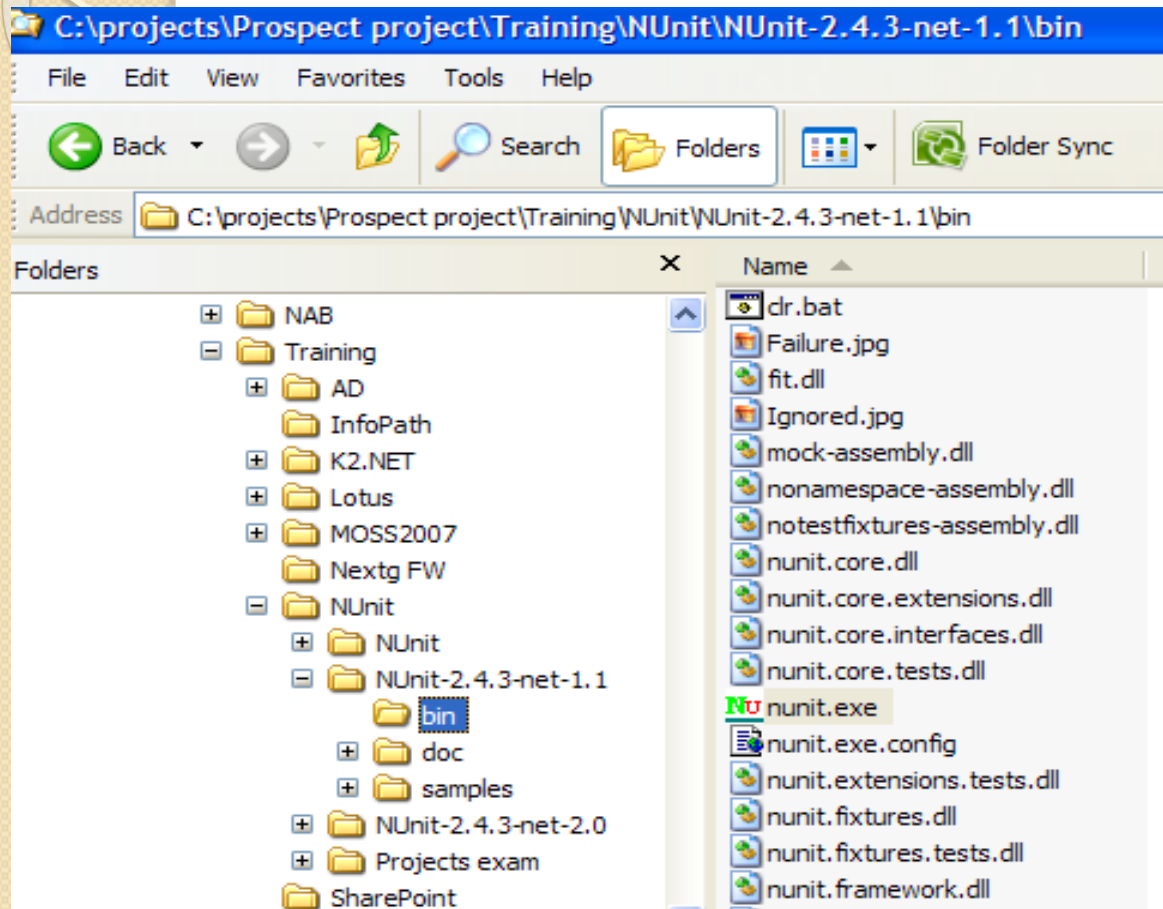 C:\projects\Prospect project\Training\NUnit\NUnit-2.4.3-net-1.1\bin
File Edit View Favorites Tools Help
Back Search Folders Folder Sync
Address C:\projects\Prospect project\Training\NUnit\NUnit-2.4.3-net-1.1\bin
Folders
NAB
Training
AD
InfoPath
K2.NET
Lotus
MOSS2007
Nextg FW
NUnit
NUnit
NUnit-2.4.3-net-1.1
bin
doc
samples
NUnit-2.4.3-net-2.0
Projects exam
SharePoint
Name
clr.bat
Failure.jpg
fit.dll
Ignored.jpg
mock-assembly.dll
nonamespace-assembly.dll
notestfixtures-assembly.dll
nunit.core.dll
nunit.core.extensions.dll
nunit.core.interfaces.dll
nunit.core.tests.dll
NU nunit.exe
nunit.exe.config
nunit.extensions.tests.dll
nunit.fixtures.dll
nunit.fixtures.tests.dll
nunit.framework.dll